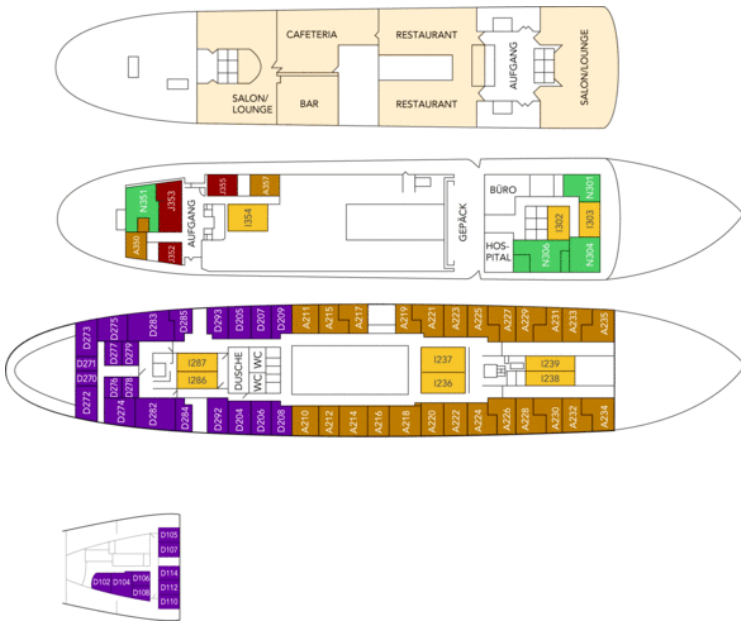 CAFETERIA
RESTAURANT
SALON/
LOUNGE
BAR
RESTAURANT
AUFGANG
SALON/LOUNGE
N351
J353
A350
J352
AUFGANG
J355
A357
I354
GEPÄCK
BÜRO
HOS-
PITAL
N301
I302
I303
N306
N304
D273
D275
D283
D285
D293
D205
D207
D209
A211
A215
A217
A219
A221
A223
A225
A227
A229
A231
A233
A235
D271
D277
D279
I287
DUSCHE
WC
WC
I237
I239
D270
D276
D278
I286
I236
I238
D272
D274
D282
D284
D292
D204
D206
D208
A210
A212
A214
A216
A218
A220
A222
A224
A226
A228
A230
A232
A234
D105
D107
D102
D104
D106
D108
D114
D112
D110